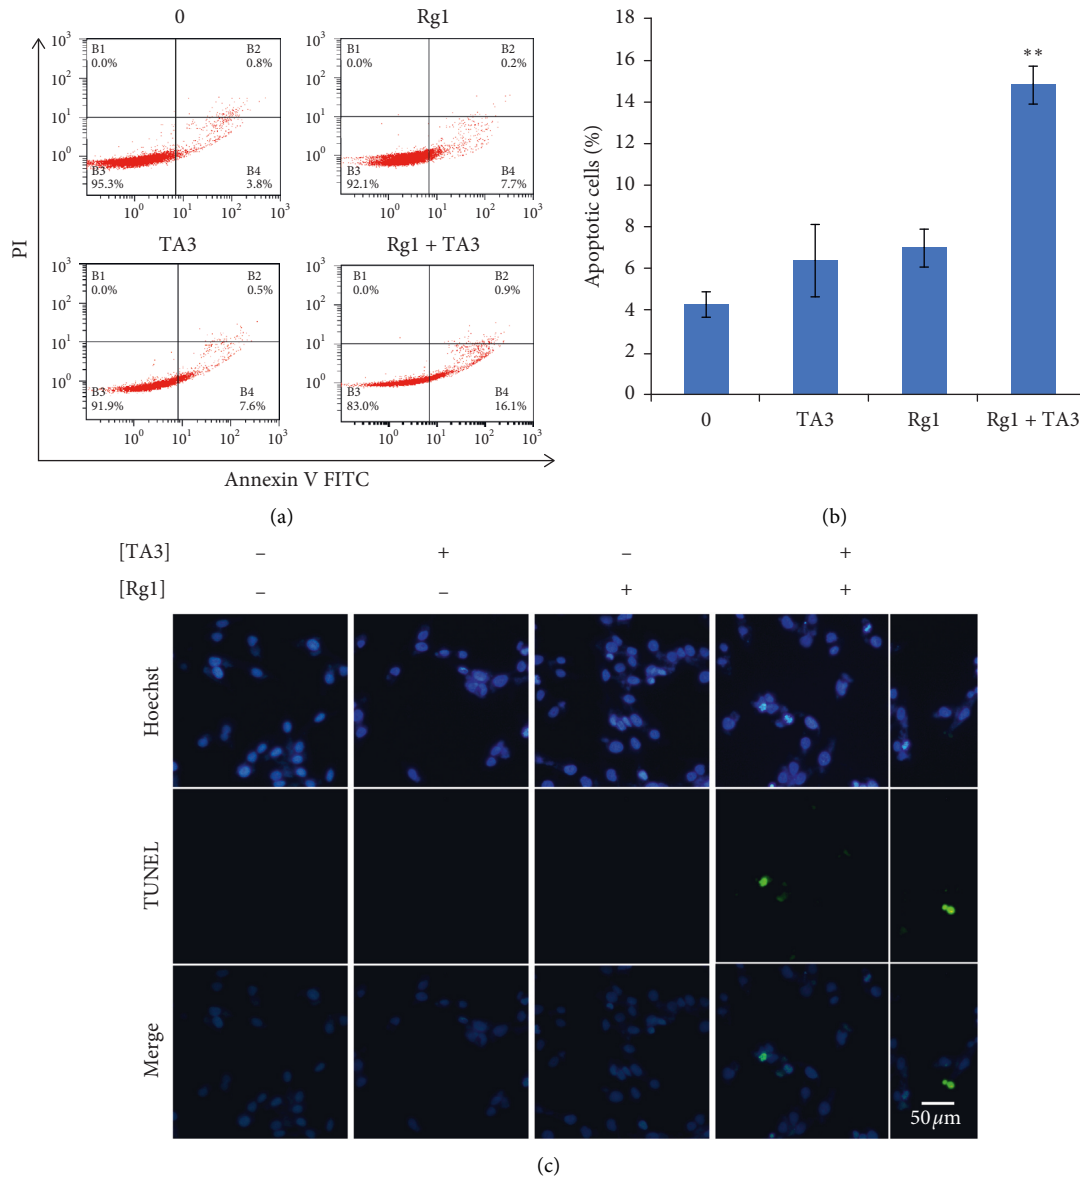 0
Rg1
10³
10²
10¹
10⁰
B1
0.0%
B2
0.8%
B3
95.3%
B4
3.8%
10⁰ 10¹ 10² 10³
10³
10²
10¹
10⁰
B1
0.0%
B2
0.2%
B3
92.1%
B4
7.7%
10⁰ 10¹ 10² 10³
TA3
Rg1 + TA3
10³
10²
10¹
10⁰
B1
0.0%
B2
0.5%
B3
91.9%
B4
7.6%
10⁰ 10¹ 10² 10³
10³
10²
10¹
10⁰
B1
0.0%
B2
0.9%
B3
83.0%
B4
16.1%
10⁰ 10¹ 10² 10³
PI
Annexin V FITC
(a)
18
16
14
12
10
8
6
4
2
0
Apoptotic cells (%)
**
0 TA3 Rg1 Rg1 + TA3
(b)
[TA3] – + – +
[Rg1] – – + +
Hoechst
TUNEL
Merge
50 µm
(c)